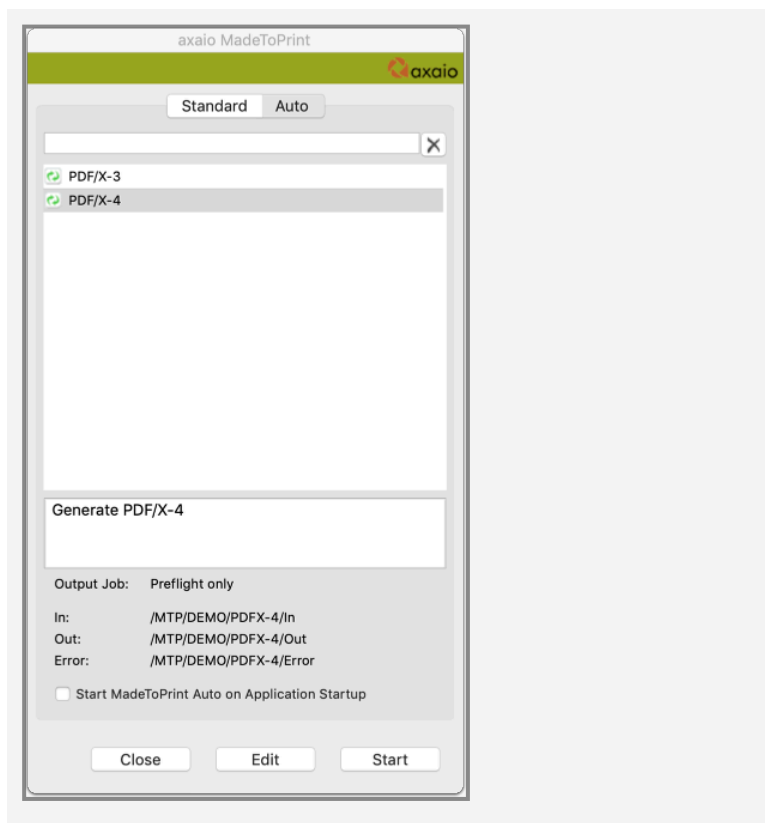 axaio MadeToPrint
axaio
Standard Auto
PDF/X-3
PDF/X-4
Generate PDF/X-4
Output Job: Preflight only
In: /MTP/DEMO/PDFX-4/In
Out: /MTP/DEMO/PDFX-4/Out
Error: /MTP/DEMO/PDFX-4/Error
Start MadeToPrint Auto on Application Startup
Close Edit Start